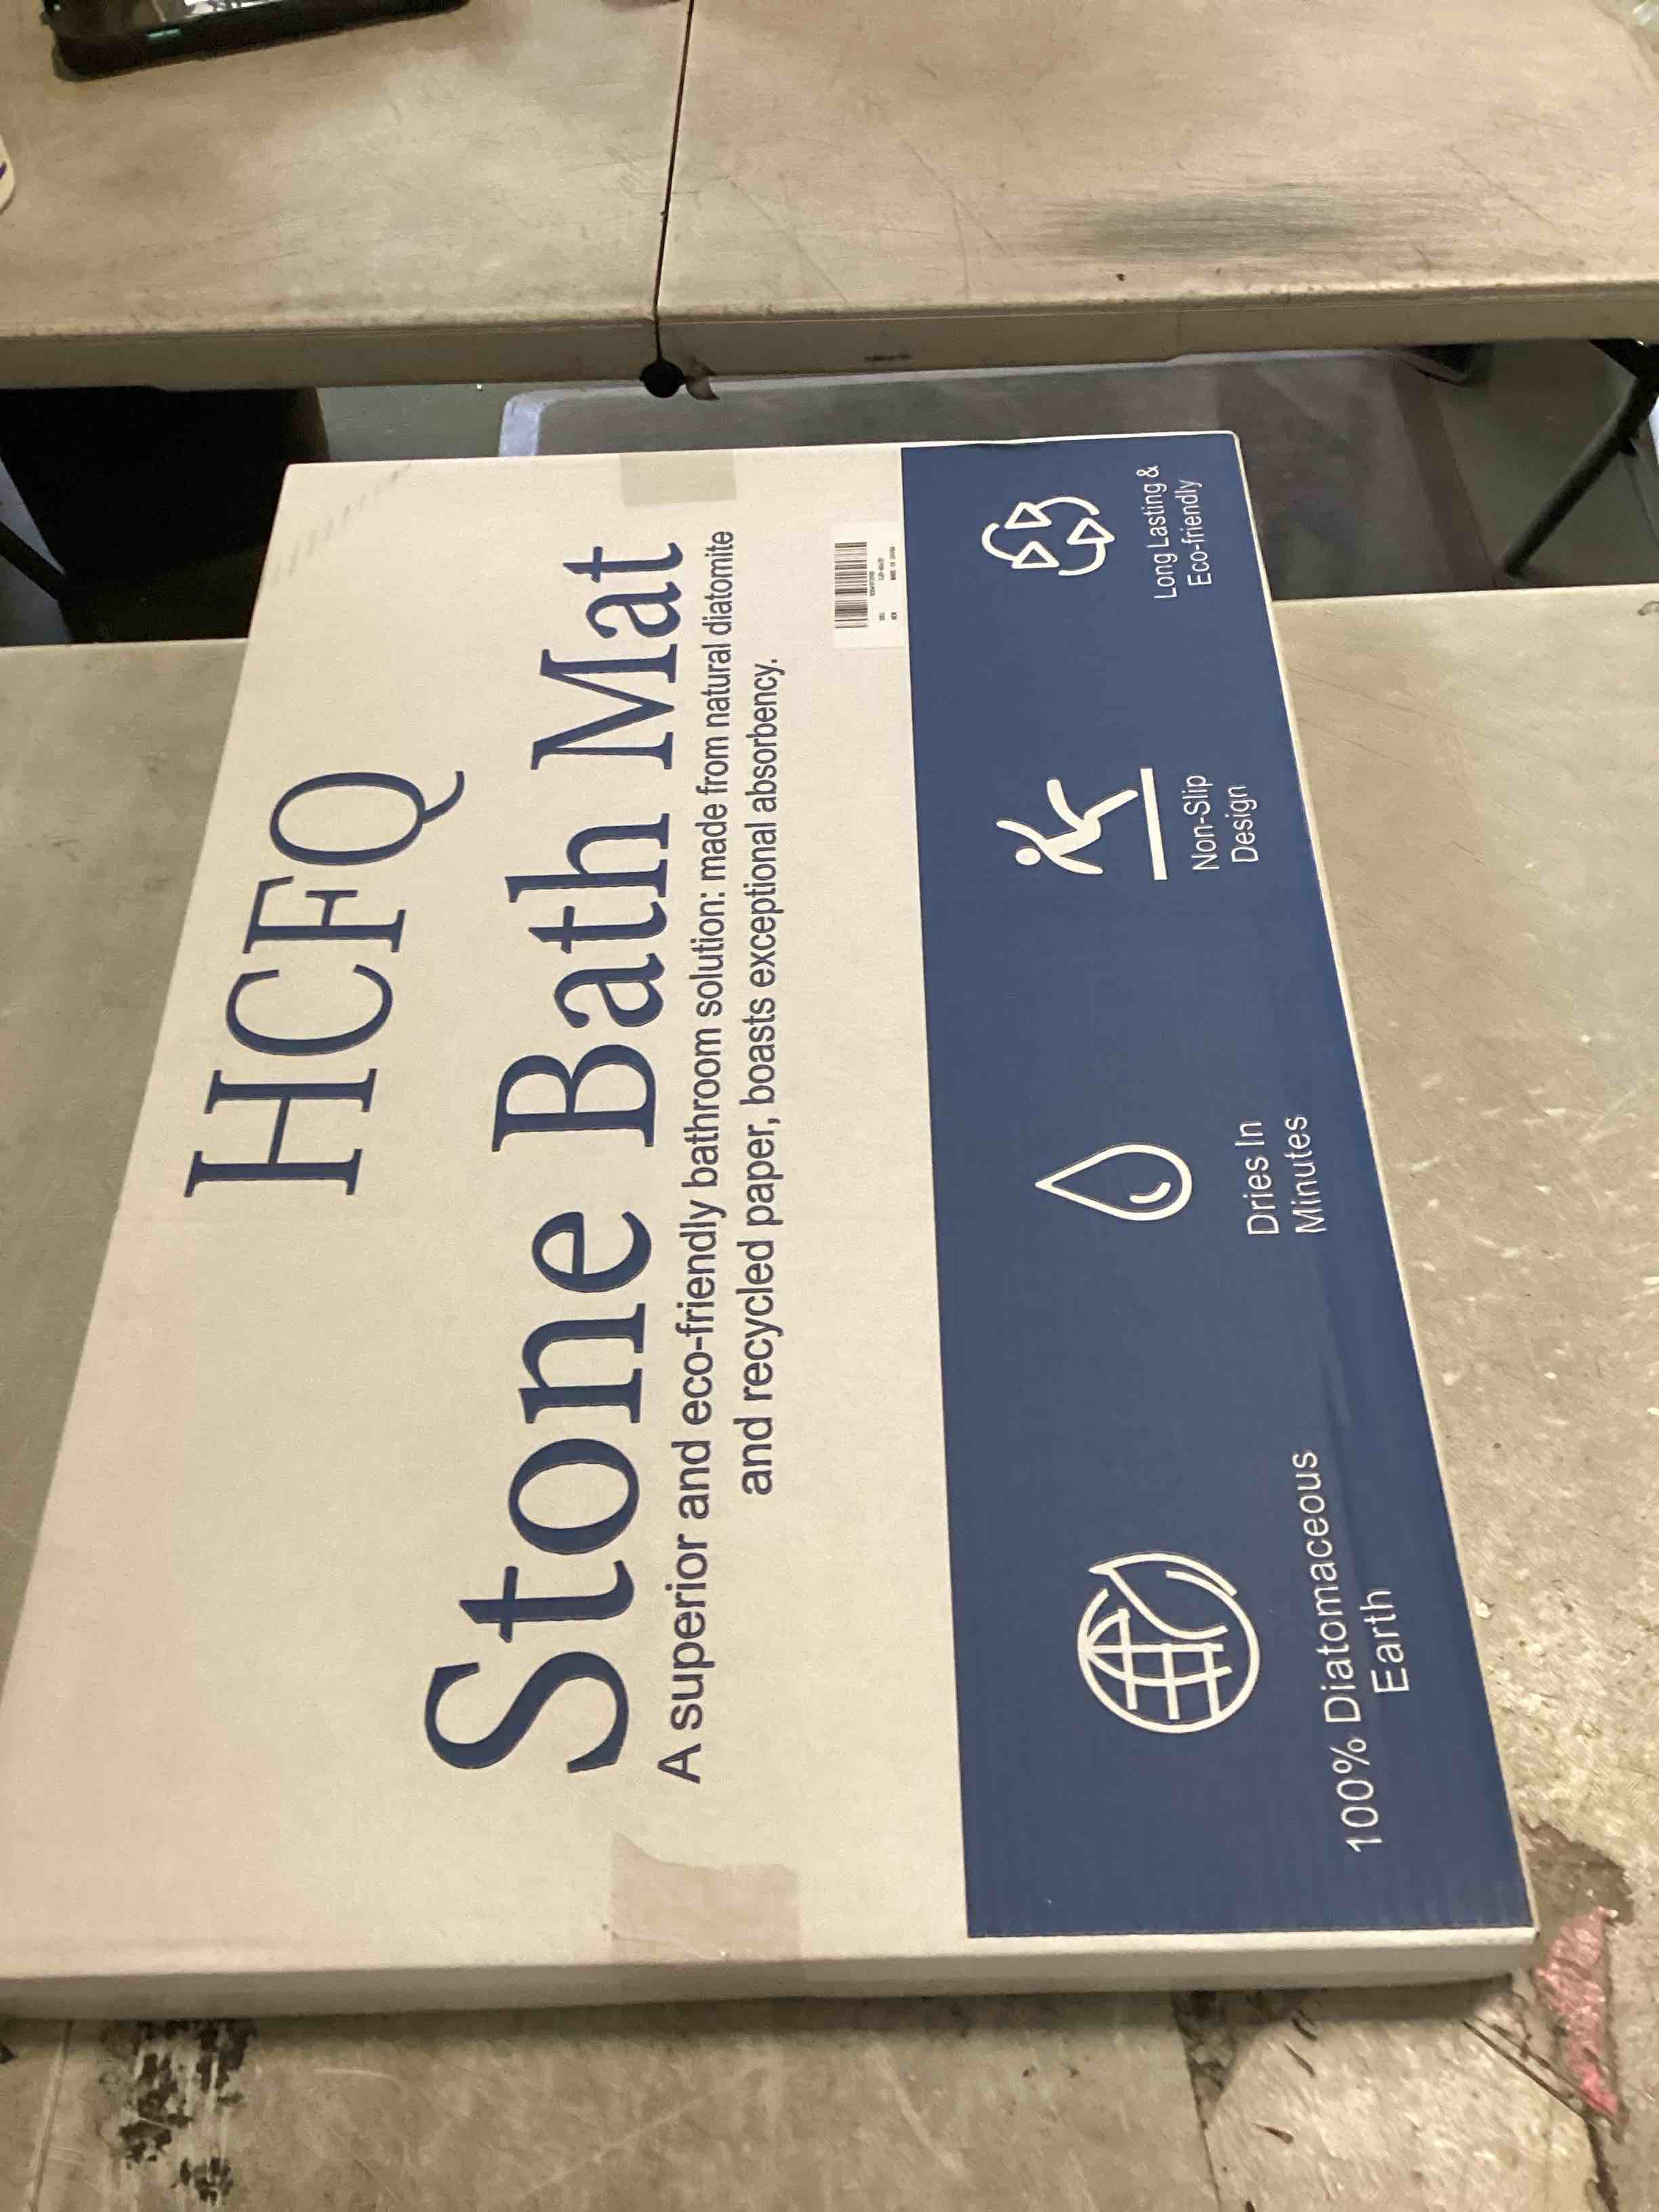 HCFQ
Stone Bath Mat
A superior and eco-friendly bathroom solution: made from natural diatomite
and recycled paper, boasts exceptional absorbency.
100% Diatomaceous
Earth
Dries In
Minutes
Non-Slip
Design
Long Lasting &
Eco-friendly